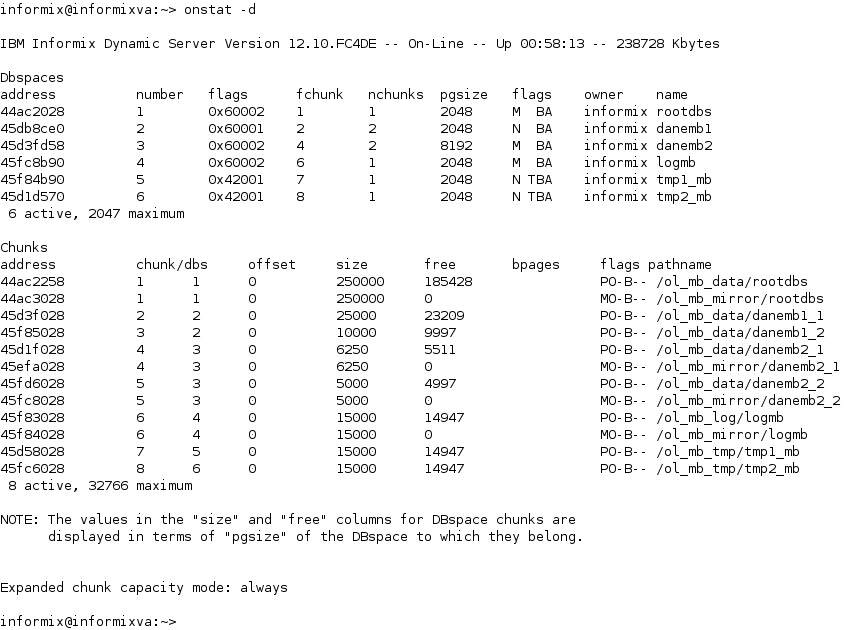 informix@informixva:~> onstat -d
IBM Informix Dynamic Server Version 12.10.FC4DE -- On-Line -- Up 00:58:13 -- 238728 Kbytes
Dbspaces
address number flags fchunk nchunks pgsize flags owner name
44ac2028 1 0x60002 1 1 2048 M BA informix rootdbs
45db8ce0 2 0x60001 2 2 2048 N BA informix danemb1
45d3fd58 3 0x60002 4 2 8192 M BA informix danemb2
45fc8b90 4 0x60002 6 1 2048 M BA informix logmb
45f84b90 5 0x42001 7 1 2048 N TBA informix tmp1_mb
45d1d570 6 0x42001 8 1 2048 N TBA informix tmp2_mb
6 active, 2047 maximum
Chunks
address chunk/dbs offset size free bpages flags pathname
44ac2258 1 1 0 250000 185428 PO-B-- /ol_mb_data/rootdbs
44ac3028 1 1 0 250000 0 MO-B-- /ol_mb_mirror/rootdbs
45d3f028 2 2 0 25000 23209 PO-B-- /ol_mb_data/danemb1_1
45f85028 3 2 0 10000 9997 PO-B-- /ol_mb_data/danemb1_2
45d1f028 4 3 0 6250 5511 PO-B-- /ol_mb_data/danemb2_1
45efa028 4 3 0 6250 0 MO-B-- /ol_mb_mirror/danemb2_1
45fd6028 5 3 0 5000 4997 PO-B-- /ol_mb_data/danemb2_2
45fc8028 5 3 0 5000 0 MO-B-- /ol_mb_mirror/danemb2_2
45f83028 6 4 0 15000 14947 PO-B-- /ol_mb_log/logmb
45f84028 6 4 0 15000 0 MO-B-- /ol_mb_mirror/logmb
45d58028 7 5 0 15000 14947 PO-B-- /ol_mb_tmp/tmp1_mb
45fc6028 8 6 0 15000 14947 PO-B-- /ol_mb_tmp/tmp2_mb
8 active, 32766 maximum
NOTE: The values in the "size" and "free" columns for DBspace chunks are
displayed in terms of "pgsize" of the DBspace to which they belong.
Expanded chunk capacity mode: always
informix@informixva:~>